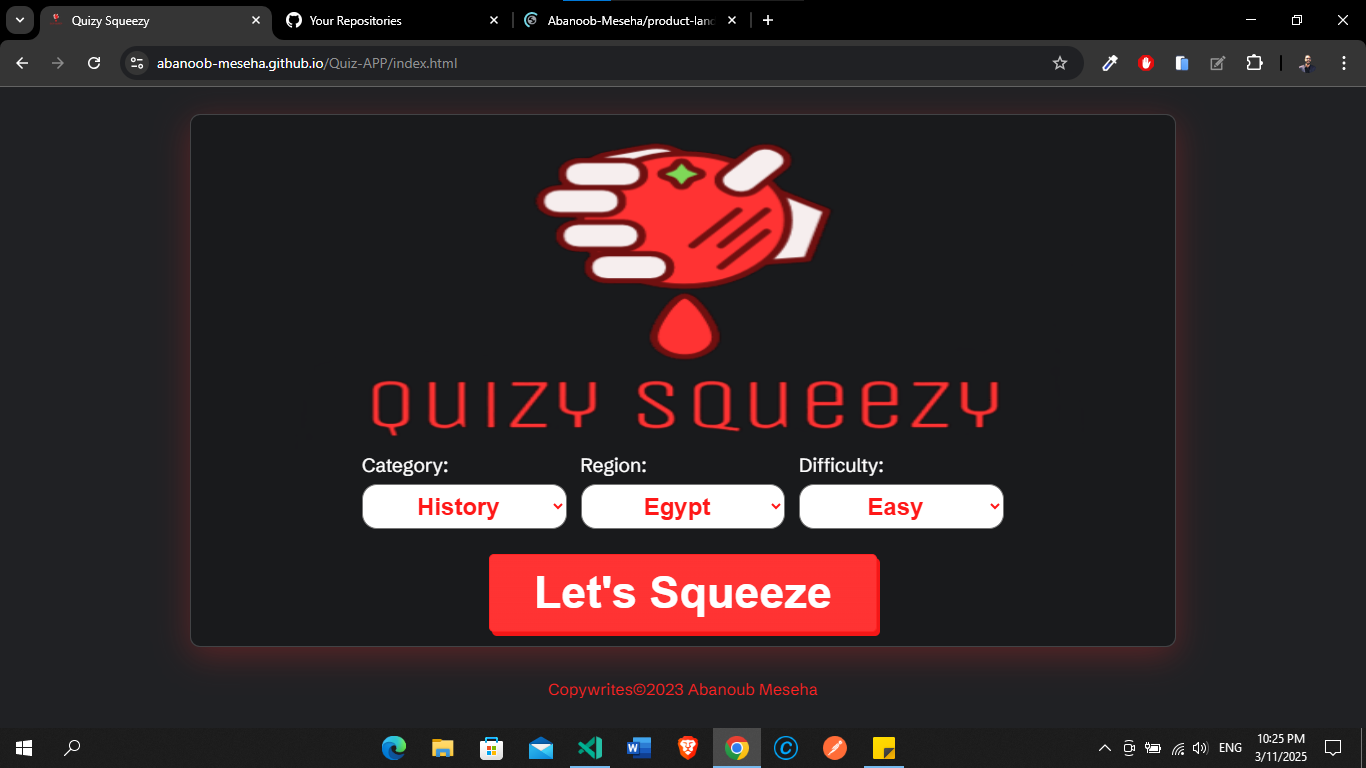 Quizy Squeezy
Your Repositories
Abanoob-Meseha/product-land
abanoob-meseha.github.io/Quiz-APP/index.html
QUIZY SQUEEZY
Category:
Region:
Difficulty:
History
Egypt
Easy
Let's Squeeze
Copywrites©2023 Abanoub Meseha
ENG
10:25 PM
3/11/2025